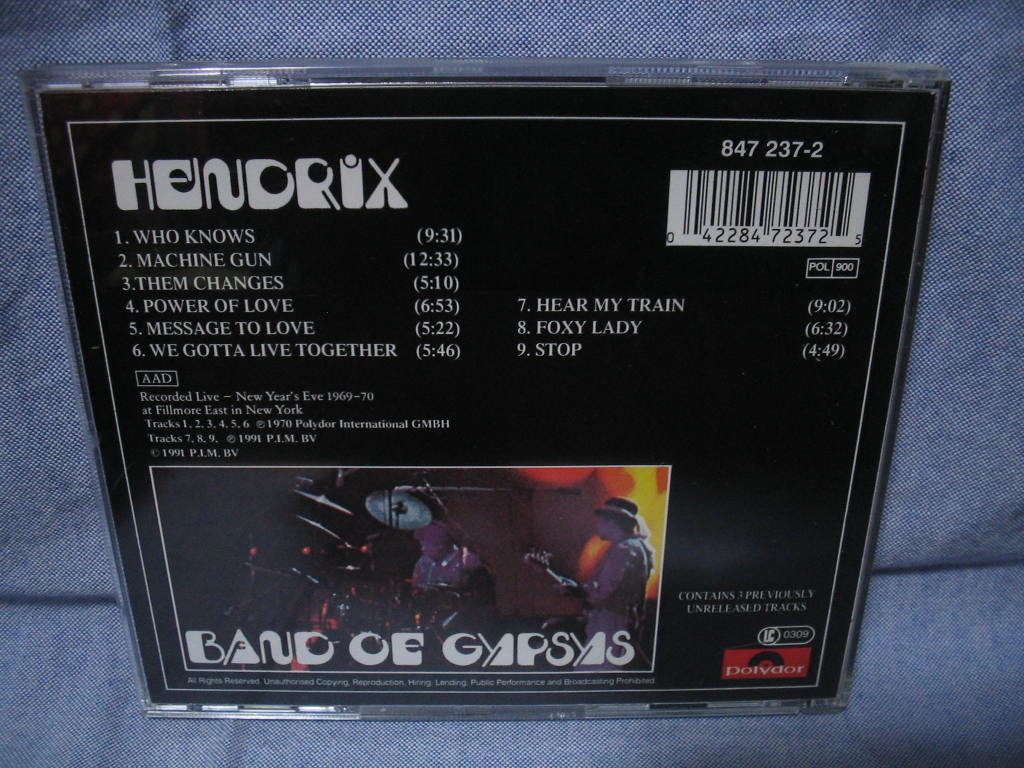 HENDRIX
847 237-2
0 42284 72372 5
POL 900
1. WHO KNOWS (9:31)
2. MACHINE GUN (12:33)
3.THEM CHANGES (5:10)
4. POWER OF LOVE (6:53)
5. MESSAGE TO LOVE (5:22)
6. WE GOTTA LIVE TOGETHER (5:46)
7. HEAR MY TRAIN (9:02)
8. FOXY LADY (6:32)
9. STOP (4:49)
AAD
Recorded Live – New Year's Eve 1969–70
at Fillmore East in New York
Tracks 1, 2, 3, 4, 5, 6 ℗ 1970 Polydor International GMBH
Tracks 7, 8, 9, ℗ 1991 P.I.M. BV
© 1991 P.I.M. BV
CONTAINS 3 PREVIOUSLY
UNRELEASED TRACKS
LC 0309
polydor
BAND OF GYPSYS
All Rights Reserved. Unauthorised Copying, Reproduction, Hiring, Lending, Public Performance and Broadcasting Prohibited.